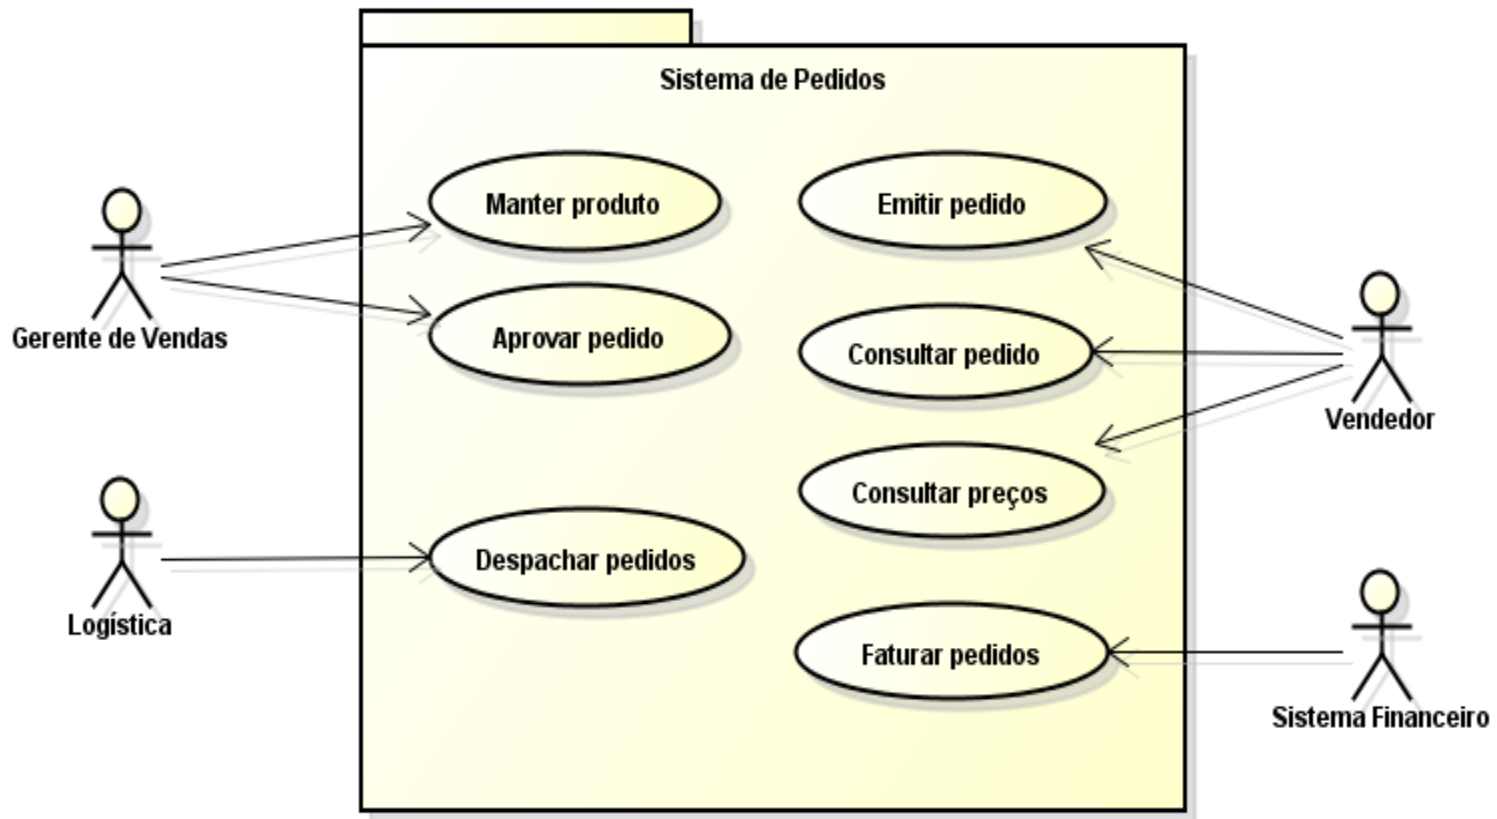 Sistema de Pedidos
Manter produto
Emitir pedido
Gerente de Vendas
Aprovar pedido
Consultar pedido
Vendedor
Consultar preços
Despachar pedidos
Logística
Faturar pedidos
Sistema Financeiro